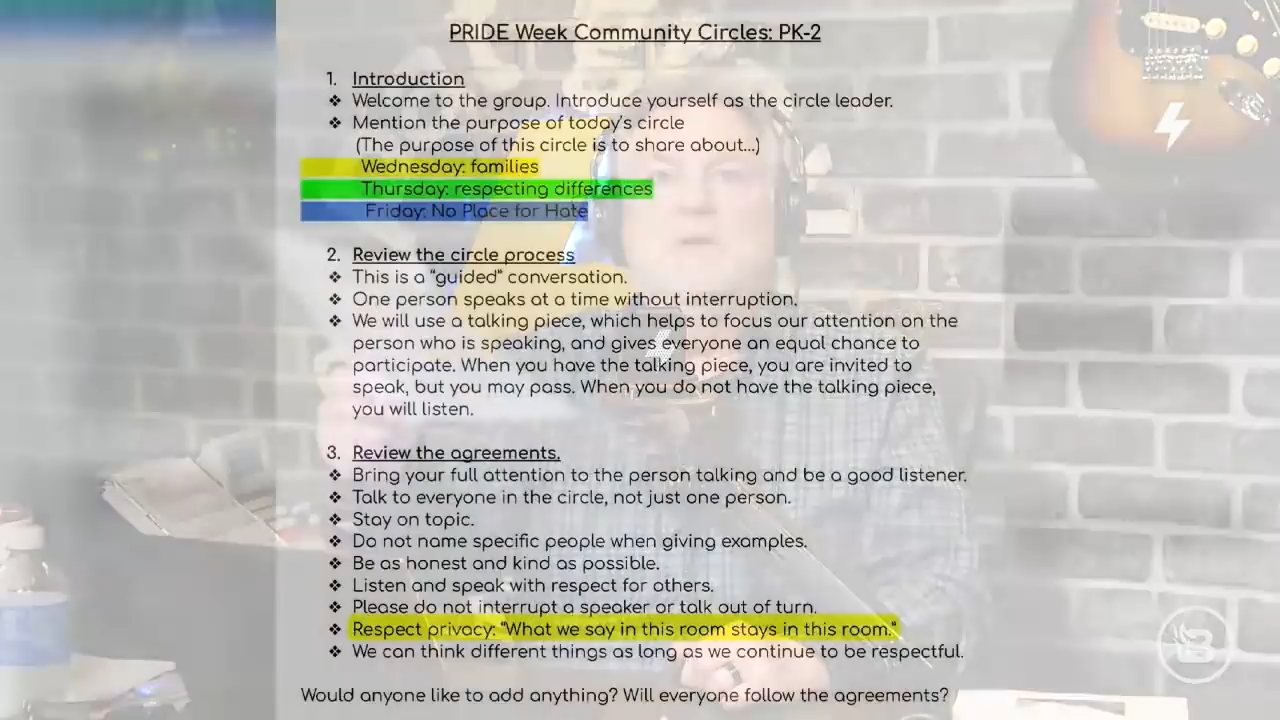 PRIDE Week Community Circles: PK-2
1. Introduction
❖ Welcome to the group. Introduce yourself as the circle leader.
❖ Mention the purpose of today's circle
(The purpose of this circle is to share about...)
Wednesday: families
Thursday: respecting differences
Friday: No Place for Hate
2. Review the circle process
❖ This is a "guided" conversation.
❖ One person speaks at a time without interruption.
❖ We will use a talking piece, which helps to focus our attention on the
person who is speaking, and gives everyone an equal chance to
participate. When you have the talking piece, you are invited to
speak, but you may pass. When you do not have the talking piece,
you will listen.
3. Review the agreements.
❖ Bring your full attention to the person talking and be a good listener.
❖ Talk to everyone in the circle, not just one person.
❖ Stay on topic.
❖ Do not name specific people when giving examples.
❖ Be as honest and kind as possible.
❖ Listen and speak with respect for others.
❖ Please do not interrupt a speaker or talk out of turn.
❖ Respect privacy: "What we say in this room stays in this room."
❖ We can think different things as long as we continue to be respectful.
Would anyone like to add anything? Will everyone follow the agreements?
B